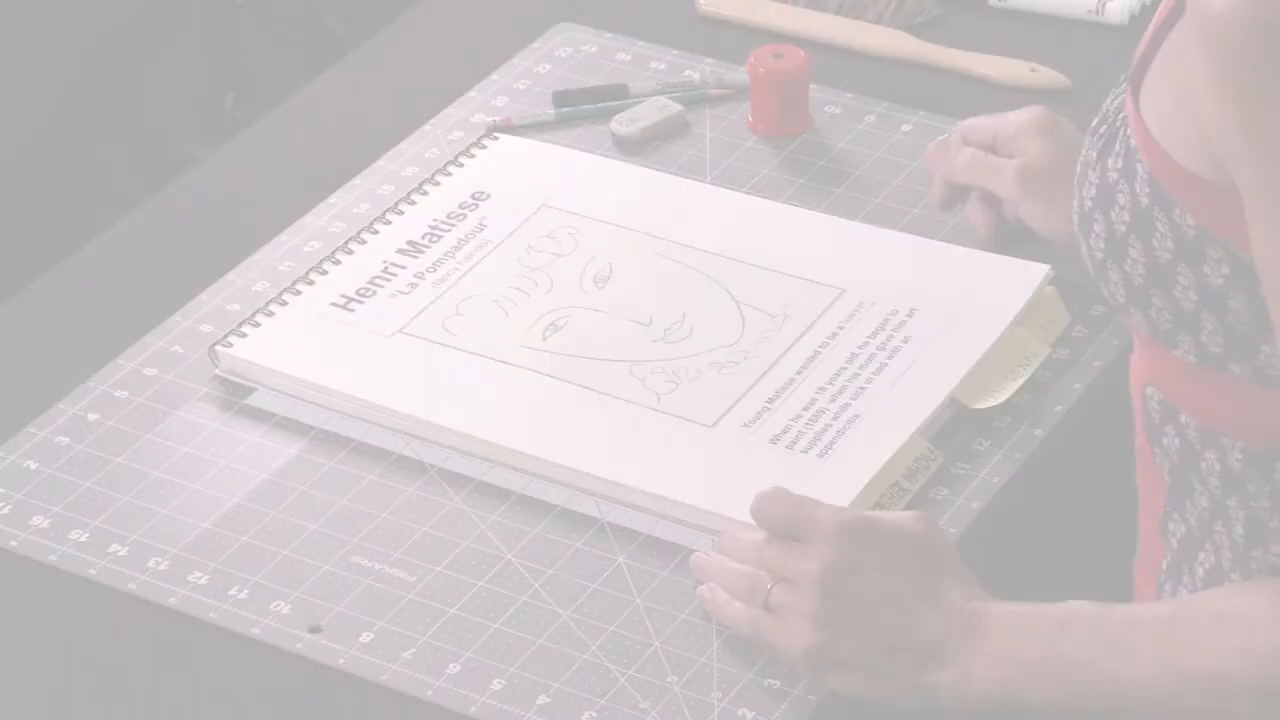 Henri Matisse
"La Pompadour"
Young Matisse wanted to be a lawyer
When he was 18 years old, he began to
paint (1889), when his mom gave him art
supplies while sick in bed with an
appendicitis.
FISKARS